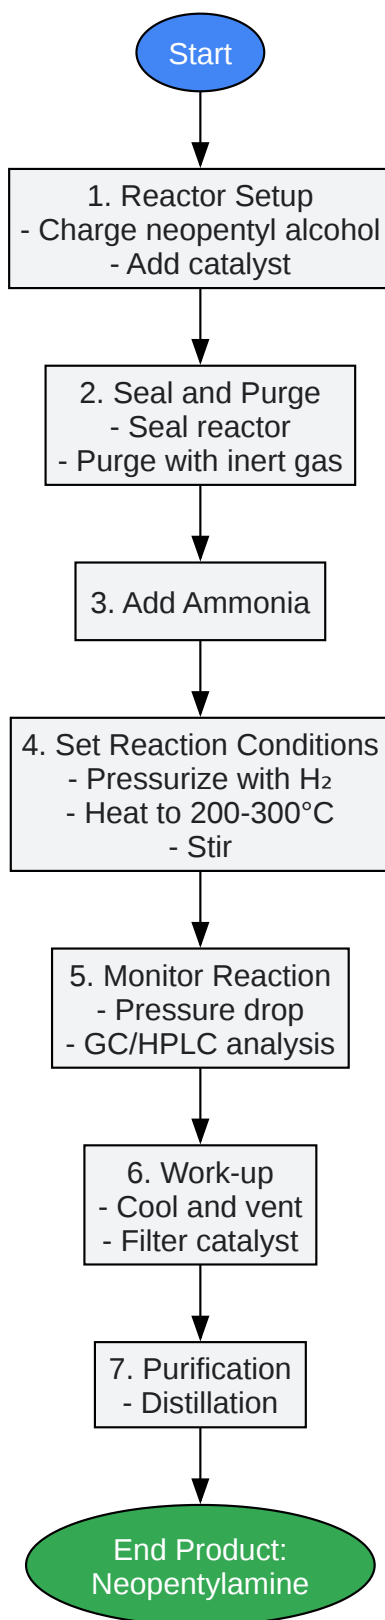 Start
1. Reactor Setup
- Charge neopentyl alcohol
- Add catalyst
2. Seal and Purge
- Seal reactor
- Purge with inert gas
3. Add Ammonia
4. Set Reaction Conditions
- Pressurize with H₂
- Heat to 200-300°C
- Stir
5. Monitor Reaction
- Pressure drop
- GC/HPLC analysis
6. Work-up
- Cool and vent
- Filter catalyst
7. Purification
- Distillation
End Product:
Neopentylamine